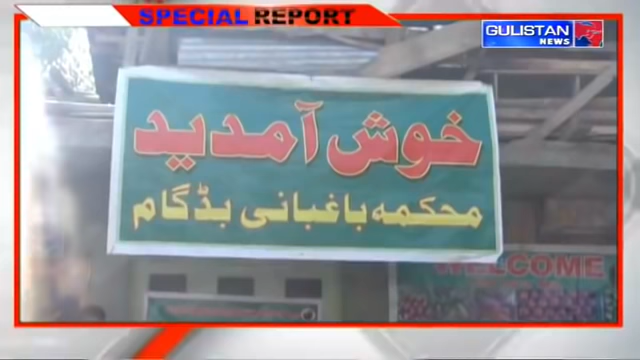 SPECIAL REPORT
GULISTAN
NEWS
خوش آمدید
محکمہ باغبانی بڈگام
WELCOME